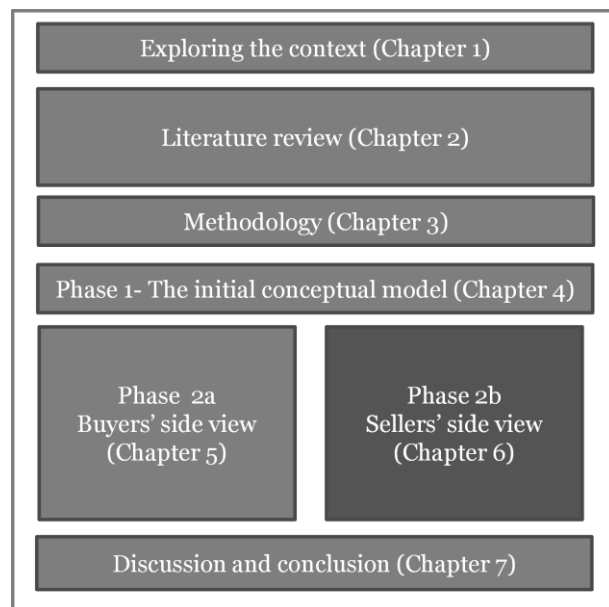 Exploring the context (Chapter 1)
Literature review (Chapter 2)
Methodology (Chapter 3)
Phase 1- The initial conceptual model (Chapter 4)
Phase 2a
Buyers’ side view
(Chapter 5)
Phase 2b
Sellers’ side view
(Chapter 6)
Discussion and conclusion (Chapter 7)